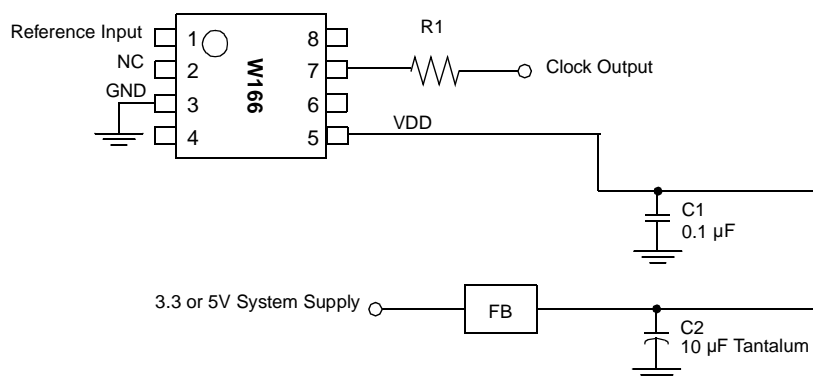 R1
Reference Input 1 8
NC 2 7 Clock Output
GND 3 6
4 5 VDD
W166
C1
0.1 µF
3.3 or 5V System Supply FB
C2
10 µF Tantalum